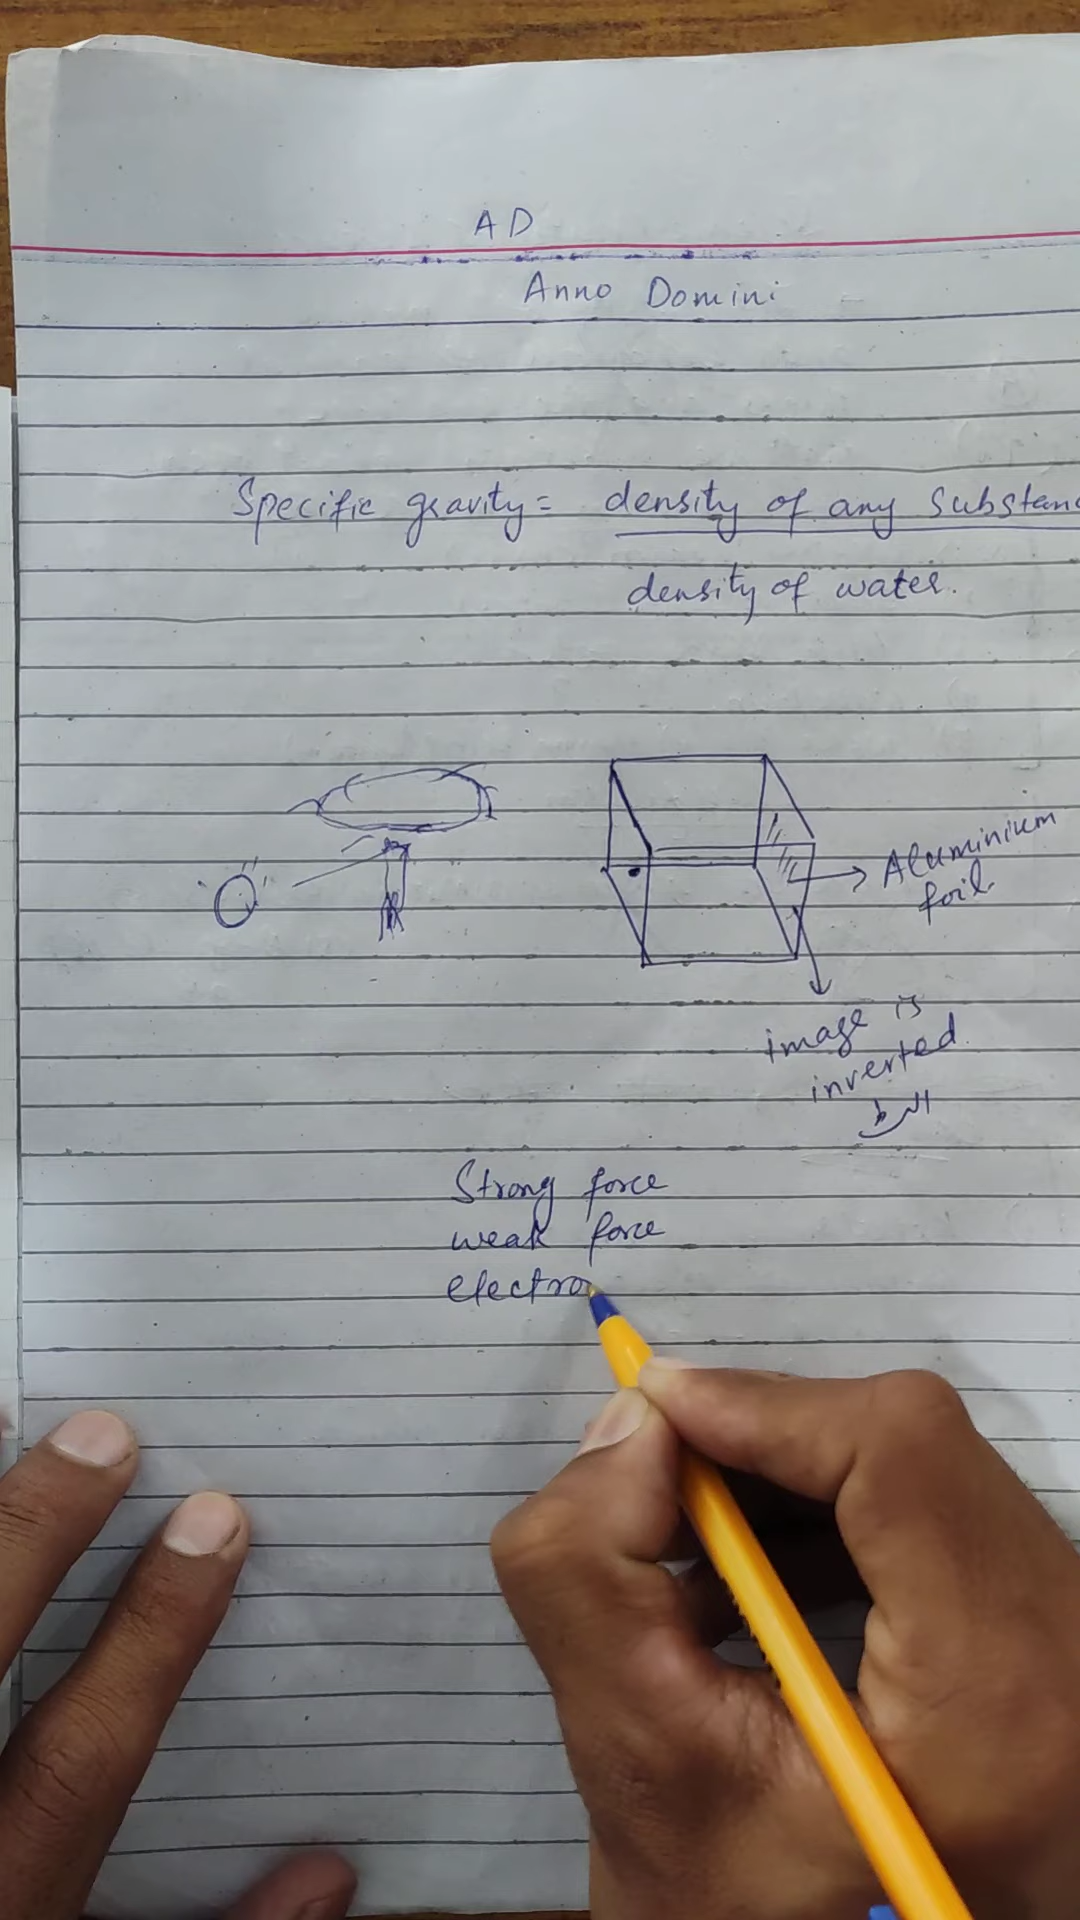 AD
Anno Domini
Specific gravity = density of any Substanc
density of water.
Aluminium
foil
image is
inverted
Strong force
weak force
electro